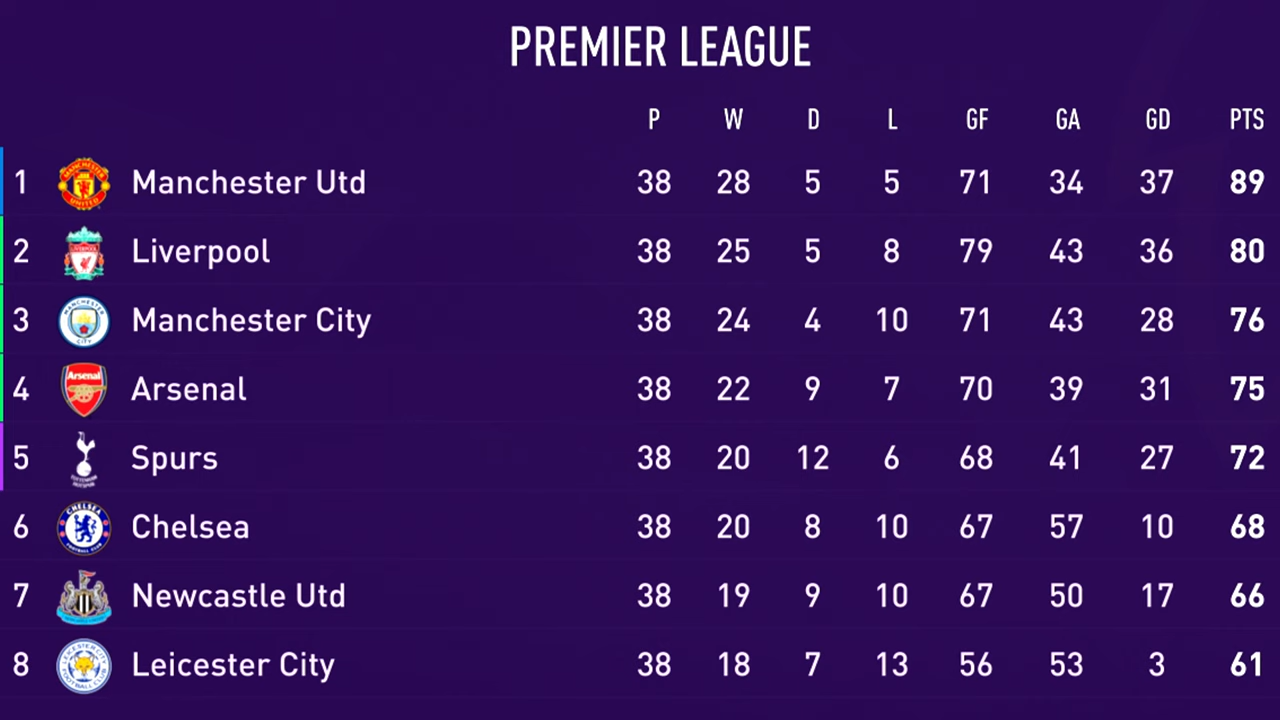 PREMIER LEAGUE
P W D L GF GA GD PTS
1 Manchester Utd 38 28 5 5 71 34 37 89
2 Liverpool 38 25 5 8 79 43 36 80
3 Manchester City 38 24 4 10 71 43 28 76
4 Arsenal 38 22 9 7 70 39 31 75
5 Spurs 38 20 12 6 68 41 27 72
6 Chelsea 38 20 8 10 67 57 10 68
7 Newcastle Utd 38 19 9 10 67 50 17 66
8 Leicester City 38 18 7 13 56 53 3 61